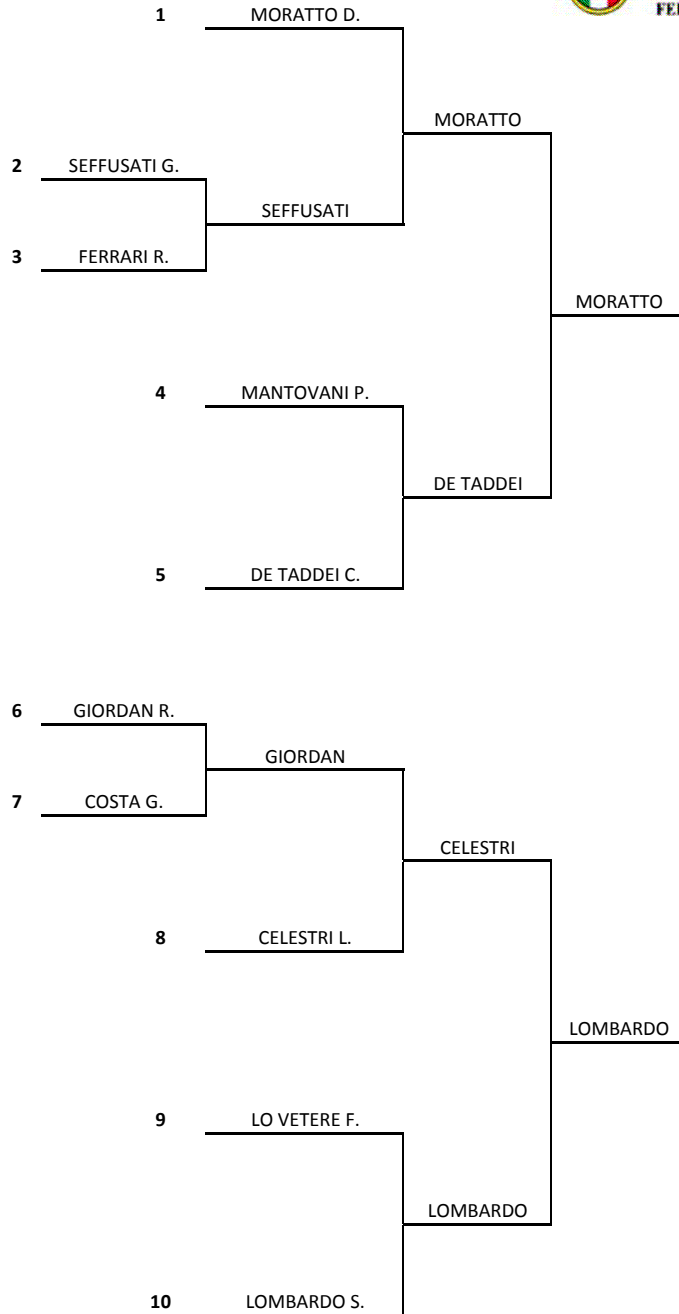 1 MORATTO D.
MORATTO
2 SEFFUSATI G.
SEFFUSATI
3 FERRARI R.
MORATTO
4 MANTOVANI P.
DE TADDEI
5 DE TADDEI C.
6 GIORDAN R.
GIORDAN
7 COSTA G.
CELESTRI
8 CELESTRI L.
LOMBARDO
9 LO VETERE F.
LOMBARDO
10 LOMBARDO S.